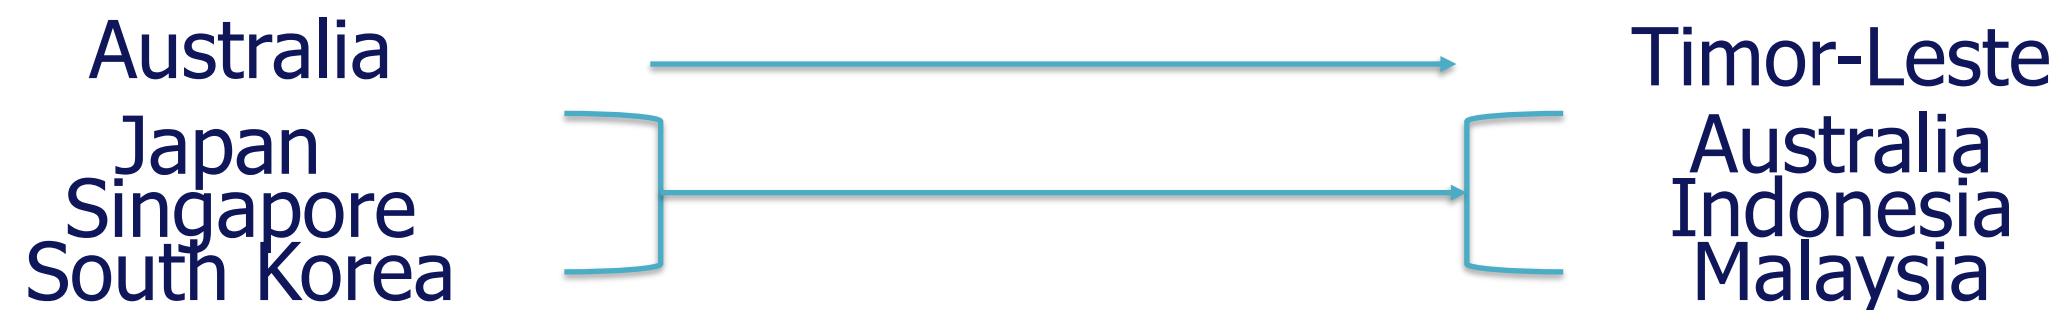 Australia Timor-Leste
Japan Australia
Singapore Indonesia
South Korea Malaysia